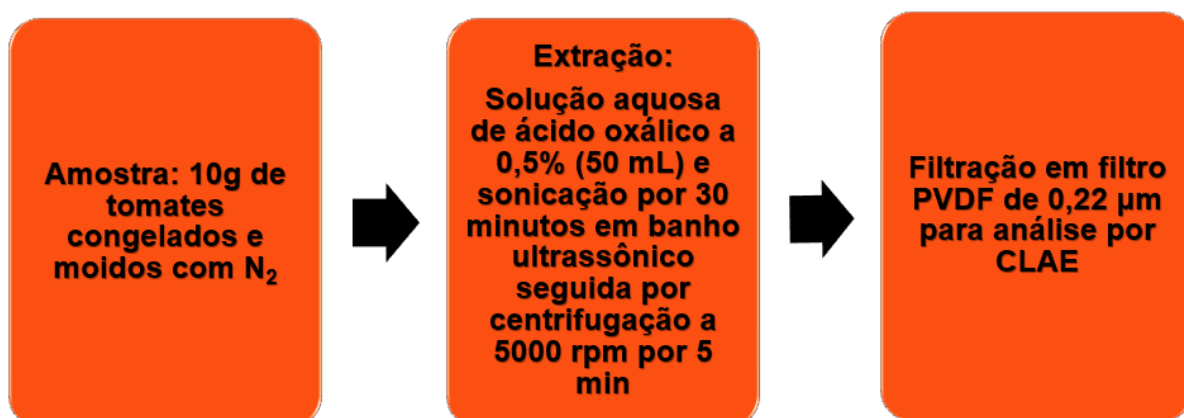 Amostra: 10g de
tomates
congelados e
moidos com N₂
Extração:
Solução aquosa
de ácido oxálico a
0,5% (50 mL) e
sonicação por 30
minutos em banho
ultrassônico
seguida por
centrifugação a
5000 rpm por 5
min
Filtração em filtro
PVDF de 0,22 µm
para análise por
CLAE